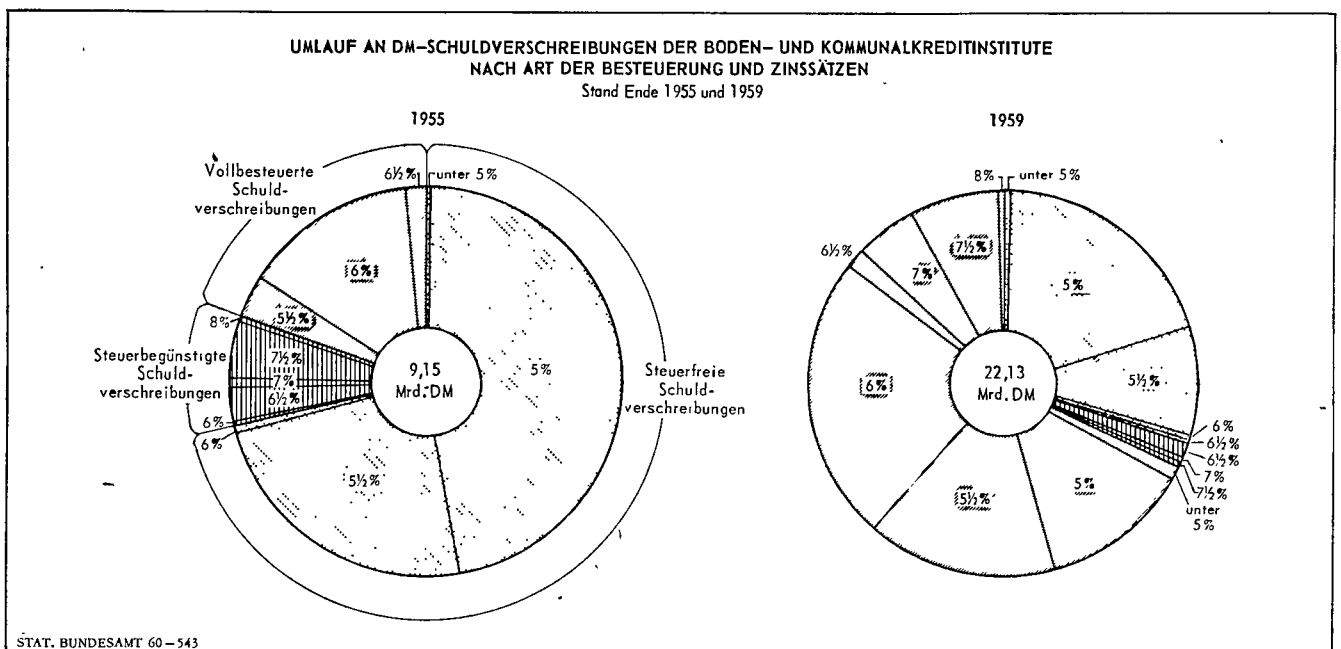 UMLAUF AN DM-SCHULDVERSCHREIBUNGEN DER BODEN- UND KOMMUNALKREDITINSTITUTE
NACH ART DER BESTEUERUNG UND ZINSSÄTZEN
Stand Ende 1955 und 1959
1955
Vollbesteuerte
Schuld-
verschreibungen
6½%
unter 5%
6%
5½%
8%
Steuerbegünstigte
Schuld-
verschreibungen
7½%
7%
6½%
6%
6%
9,15
Mrd. DM
5%
Steuerfreie
Schuld-
verschreibungen
5½%
1959
8%
unter 5%
7½%
6½%
7%
5%
22,13
Mrd. DM
5½%
6%
6%
6½%
6½%
7%
7½%
unter
5%
5%
5½%
STAT. BUNDESAMT 60-543